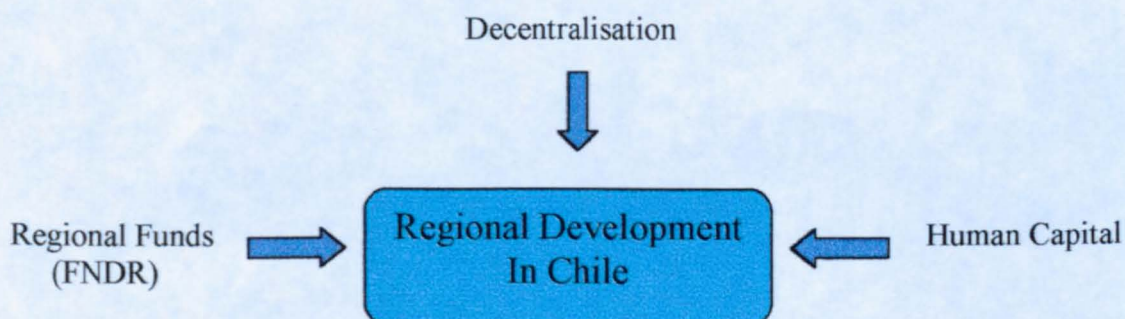 Decentralisation
Regional Funds
(FNDR)
Regional Development
In Chile
Human Capital